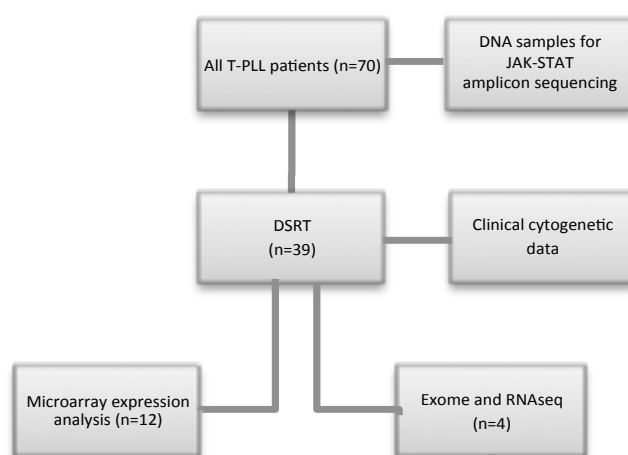 All T-PLL patients (n=70)
DNA samples for
JAK-STAT
amplicon sequencing
DSRT
(n=39)
Clinical cytogenetic
data
Microarray expression
analysis (n=12)
Exome and RNAseq
(n=4)